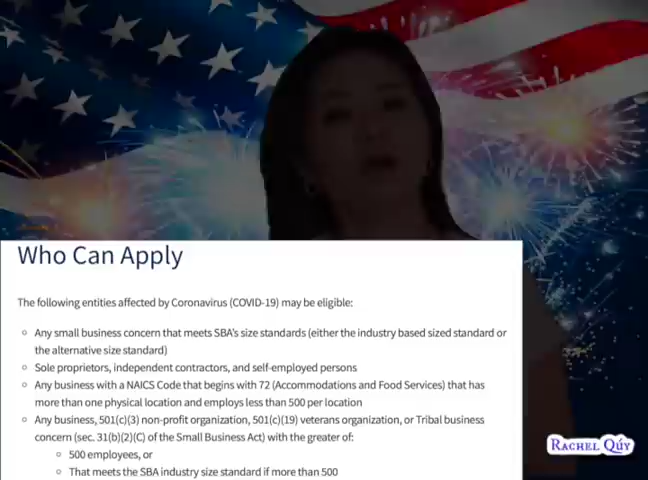 Who Can Apply
The following entities affected by Coronavirus (COVID-19) may be eligible:
Any small business concern that meets SBA's size standards (either the industry based sized standard or
the alternative size standard)
Sole proprietors, independent contractors, and self-employed persons
Any business with a NAICS Code that begins with 72 (Accommodations and Food Services) that has
more than one physical location and employs less than 500 per location
Any business, 501(c)(3) non-profit organization, 501(c)(19) veterans organization, or Tribal business
concern (sec. 31(b)(2)(C) of the Small Business Act) with the greater of:
500 employees, or
That meets the SBA industry size standard if more than 500
RACHEL QÚY